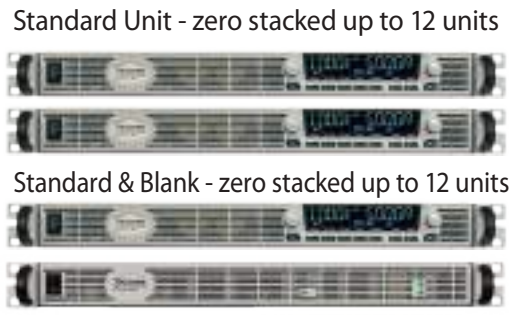 Standard Unit - zero stacked up to 12 units
Standard & Blank - zero stacked up to 12 units